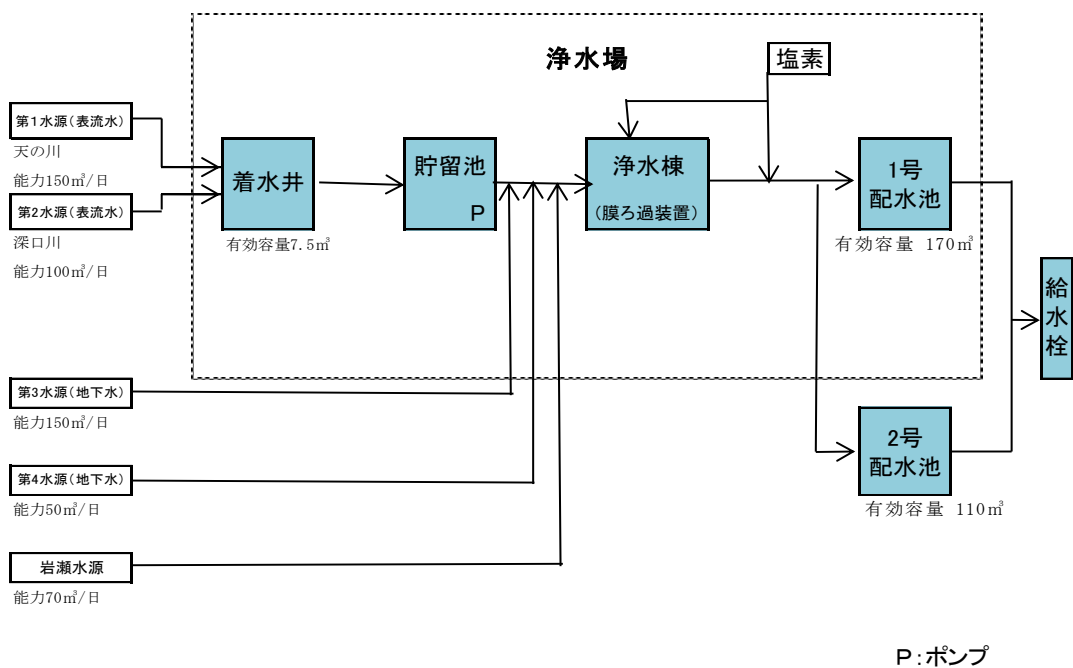 浄水場
塩素
第1水源(表流水)
天の川
能力150㎥/日
第2水源(表流水)
深口川
能力100㎥/日
着水井
有効容量7.5㎥
貯留池
P
浄水棟
(膜ろ過装置)
1号
配水池
有効容量 170㎥
給
水
栓
第3水源(地下水)
能力150㎥/日
2号
配水池
有効容量 110㎥
第4水源(地下水)
能力50㎥/日
岩瀬水源
能力70㎥/日
P:ポンプ